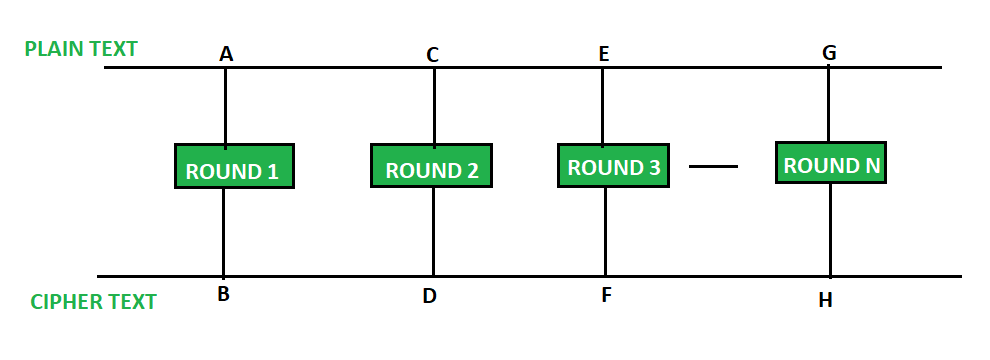 PLAIN TEXT
A C E G
ROUND 1 ROUND 2 ROUND 3 ROUND N
CIPHER TEXT
B D F H